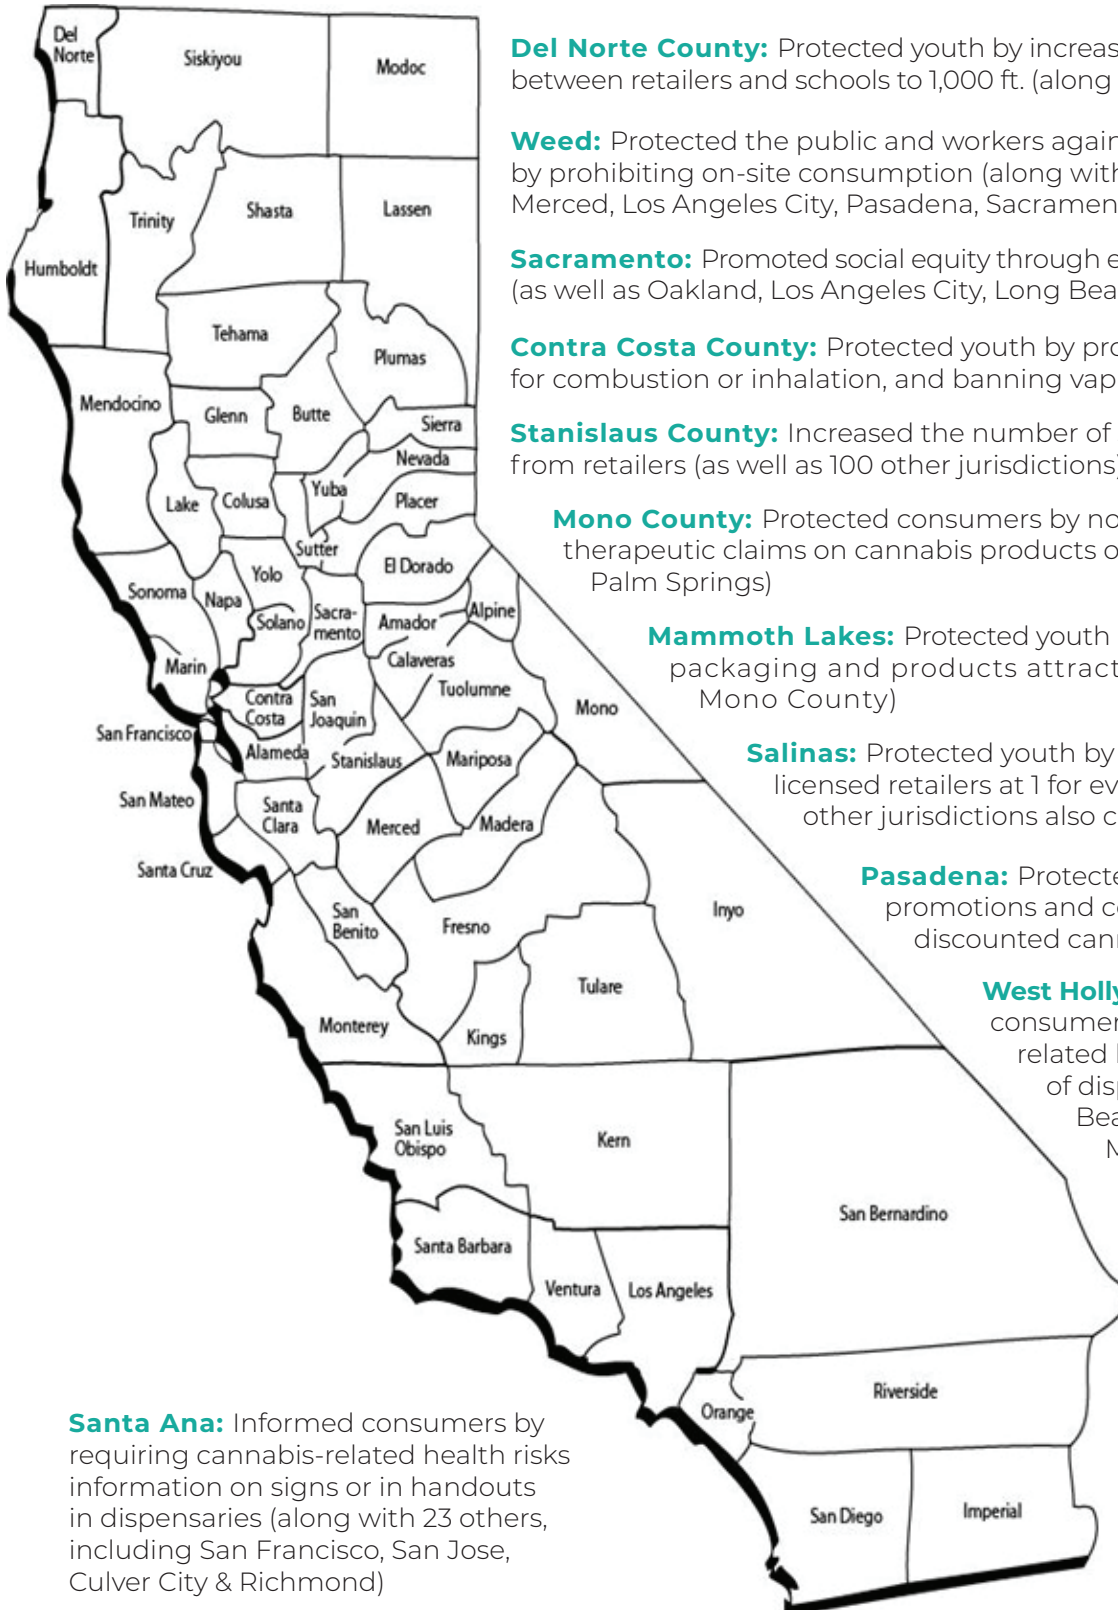 Del
Norte
Siskiyou
Modoc
Trinity
Shasta
Lassen
Humboldt
Tehama
Plumas
Mendocino
Glenn
Butte
Sierra
Nevada
Lake
Colusa
Yuba
Placer
Sutter
El Dorado
Sonoma
Napa
Yolo
Solano
Sacra-
mento
Amador
Alpine
Marin
Calaveras
Contra
Costa
San
Joaquin
Tuolumne
Mono
San Francisco
Alameda
Stanislaus
Mariposa
San Mateo
Santa
Clara
Merced
Madera
Santa Cruz
San
Benito
Fresno
Inyo
Monterey
Kings
Tulare
San Luis
Obispo
Kern
San Bernardino
Santa Barbara
Ventura
Los Angeles
Orange
Riverside
San Diego
Imperial
Del Norte County: Protected youth by increas
between retailers and schools to 1,000 ft. (along
Weed: Protected the public and workers again
by prohibiting on-site consumption (along with
Merced, Los Angeles City, Pasadena, Sacramen
Sacramento: Promoted social equity through e
(as well as Oakland, Los Angeles City, Long Bea
Contra Costa County: Protected youth by pro
for combustion or inhalation, and banning vap
Stanislaus County: Increased the number of
from retailers (as well as 100 other jurisdictions)
Mono County: Protected consumers by no
therapeutic claims on cannabis products o
Palm Springs)
Mammoth Lakes: Protected youth
packaging and products attract
Mono County)
Salinas: Protected youth by
licensed retailers at 1 for ev
other jurisdictions also c
Pasadena: Protecte
promotions and co
discounted cann
West Holly
consumer
related
of disp
Bea
M
Santa Ana: Informed consumers by
requiring cannabis-related health risks
information on signs or in handouts
in dispensaries (along with 23 others,
including San Francisco, San Jose,
Culver City & Richmond)